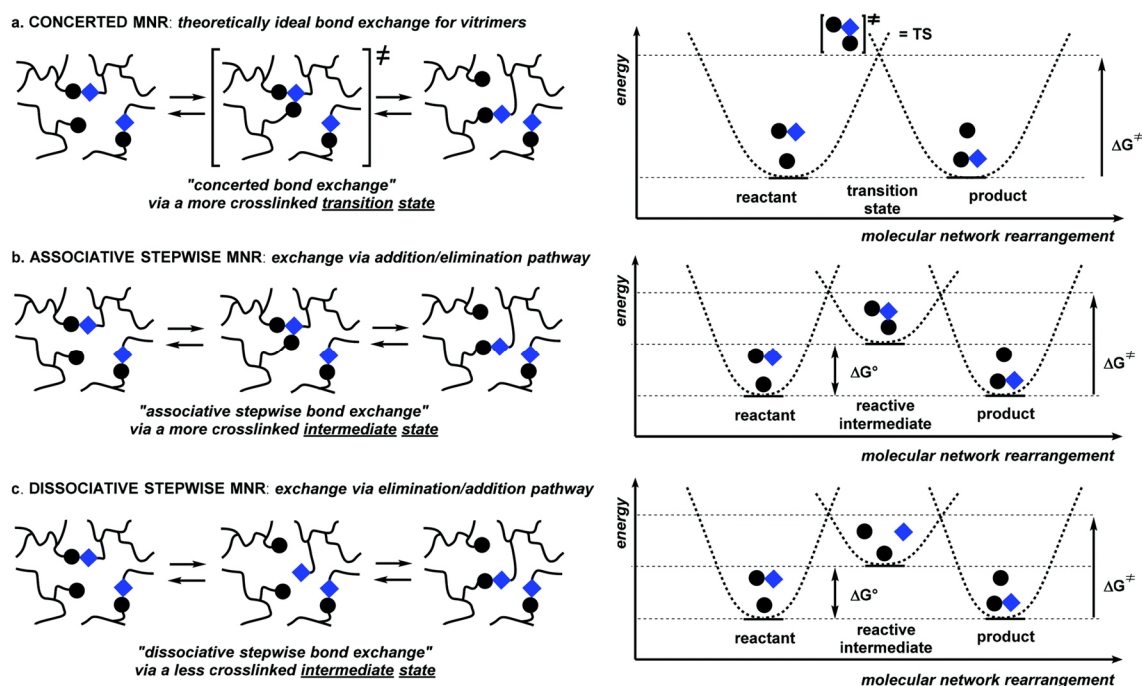 a. CONCERTED MNR: theoretically ideal bond exchange for vitrimers
≠
"concerted bond exchange"
via a more crosslinked transition state
energy
≠
= TS
ΔG≠
reactant
transition
state
product
molecular network rearrangement
b. ASSOCIATIVE STEPWISE MNR: exchange via addition/elimination pathway
"associative stepwise bond exchange"
via a more crosslinked intermediate state
energy
ΔG°
ΔG≠
reactant
reactive
intermediate
product
molecular network rearrangement
c. DISSOCIATIVE STEPWISE MNR: exchange via elimination/addition pathway
"dissociative stepwise bond exchange"
via a less crosslinked intermediate state
energy
ΔG°
ΔG≠
reactant
reactive
intermediate
product
molecular network rearrangement